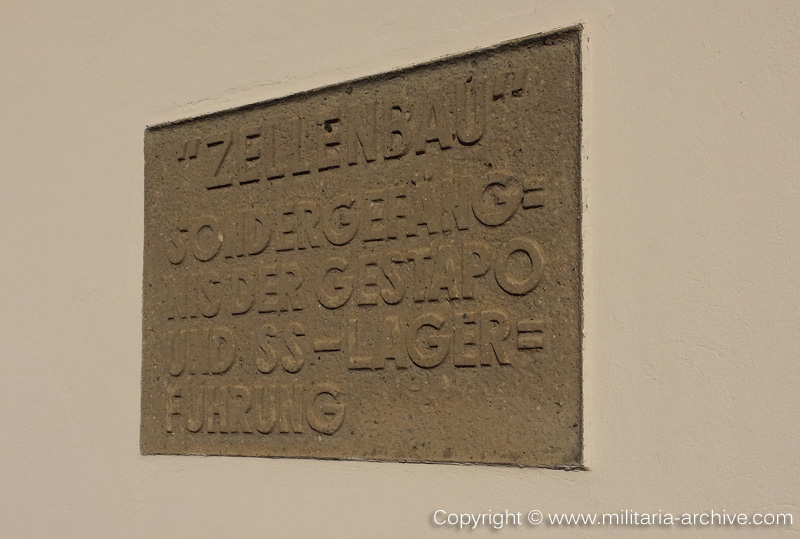 "ZELLENBAU"
SONDERGEFÄNG=
NIS DER GESTAPO
UND SS-LAGER=
FÜHRUNG
Copyright © www.militaria-archive.com